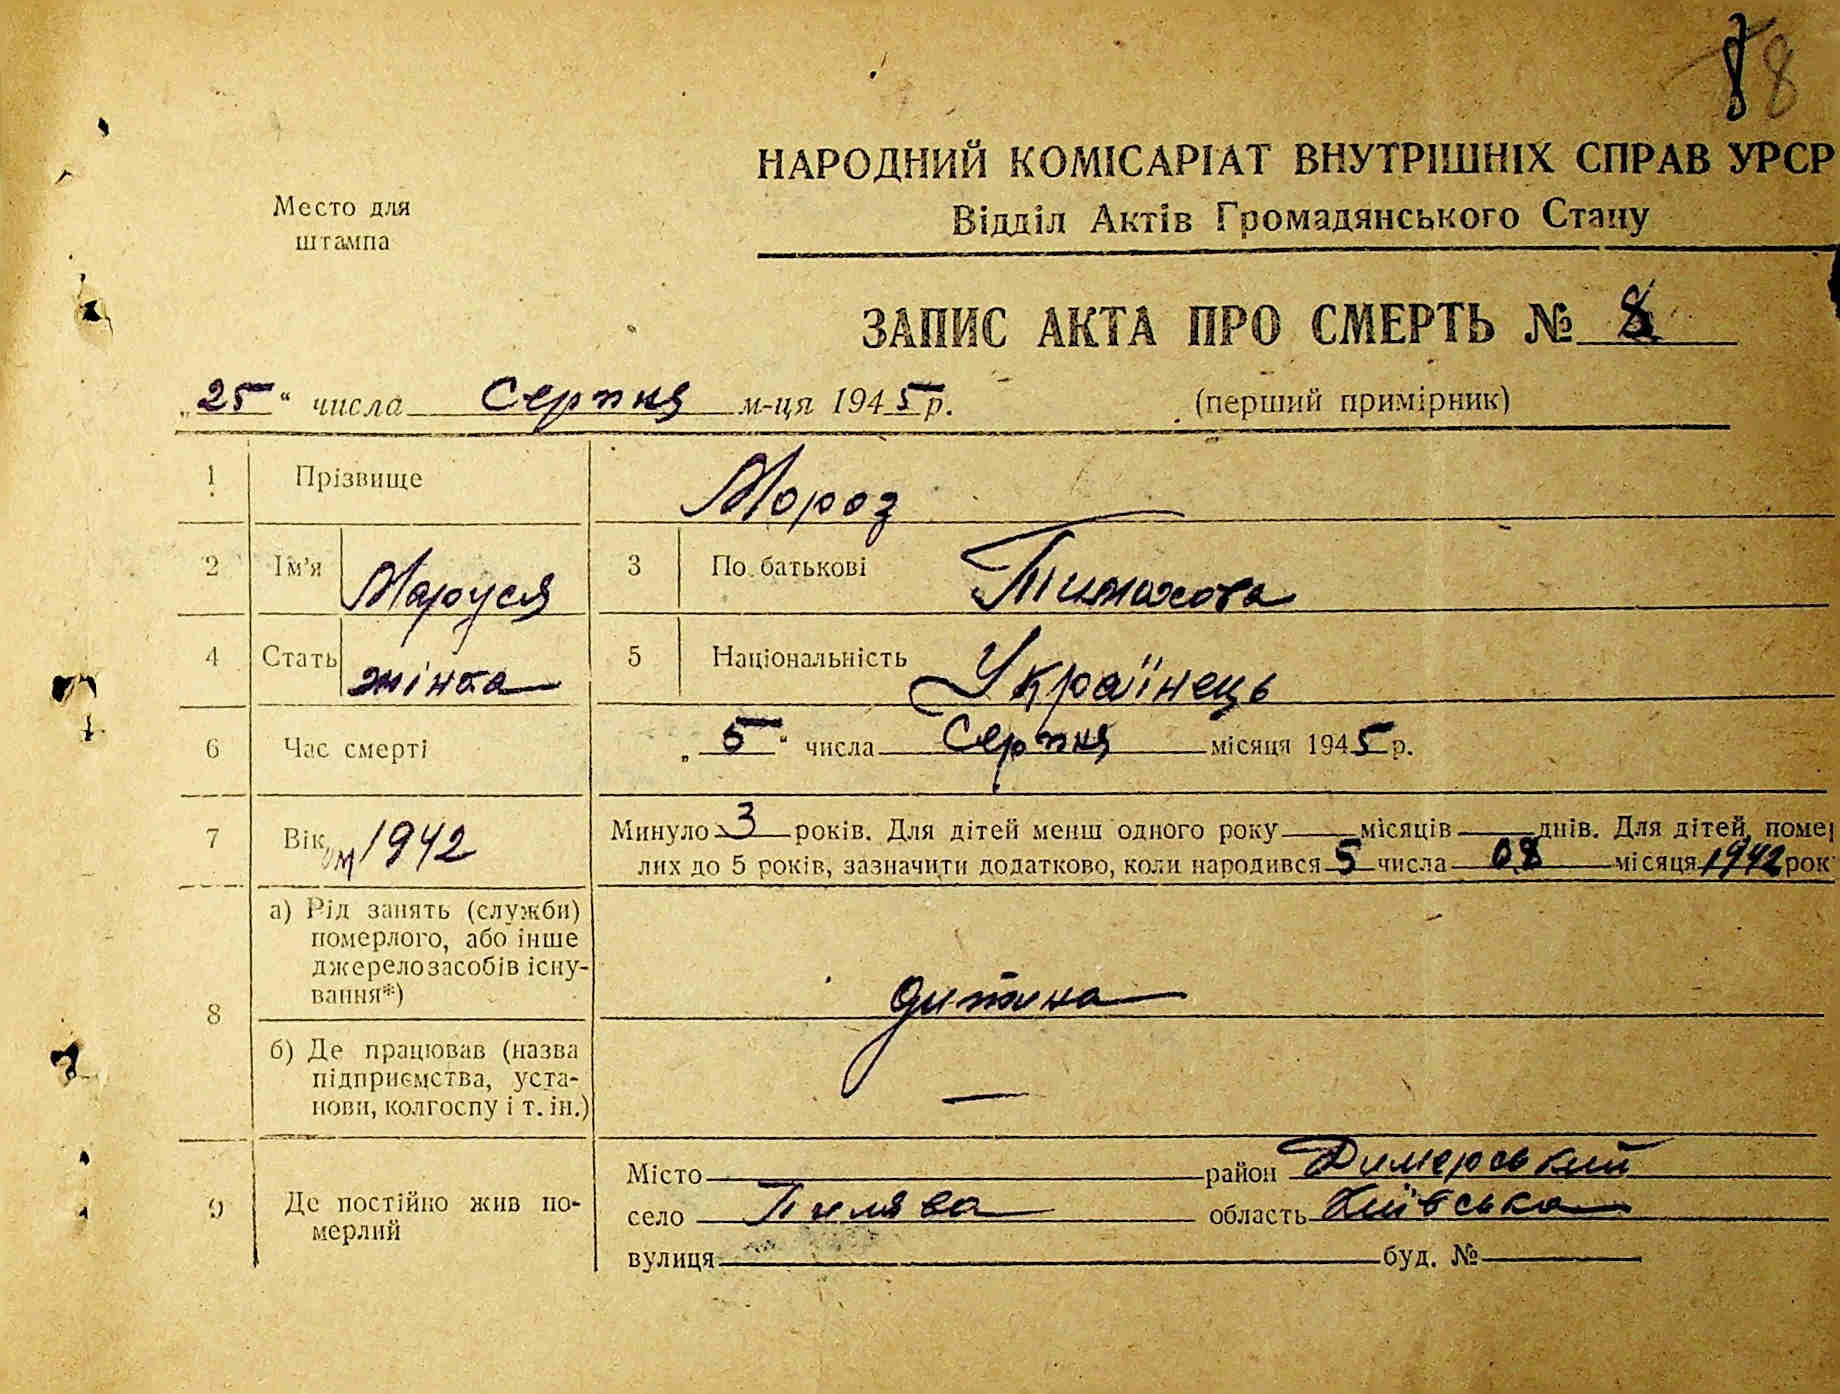 8 8
НАРОДНИЙ КОМІСАРІАТ ВНУТРІШНІХ СПРАВ УРСР
Место для штампа
Відділ Актів Громадянського Стану
ЗАПИС АКТА ПРО СМЕРТЬ № 8
„25" числа Серпня м-ця 1945 р. (перший примірник)
1 Прізвище Мороз
2 Ім'я Маруся 3 По батькові
4 Стать жінка 5 Національність Українець
6 Час смерті „5" числа Серпня місяця 1945 р.
7 Вік 1942 Минуло 3 років. Для дітей менш одного року місяців днів. Для дітей, помер
лих до 5 років, зазначити додатково, коли народився 5 числа 08 місяця 1942 рок
8 а) Рід занять (служби)
померлого, або інше
джерело засобів існу-
вання*)
дитина
б) Де працював (назва
підприємства, уста-
нови, колгоспу і т. ін.) —
9 Де постійно жив по-
мерлий
Місто район Димерський
село Пилява область Київська
вулиця буд. №